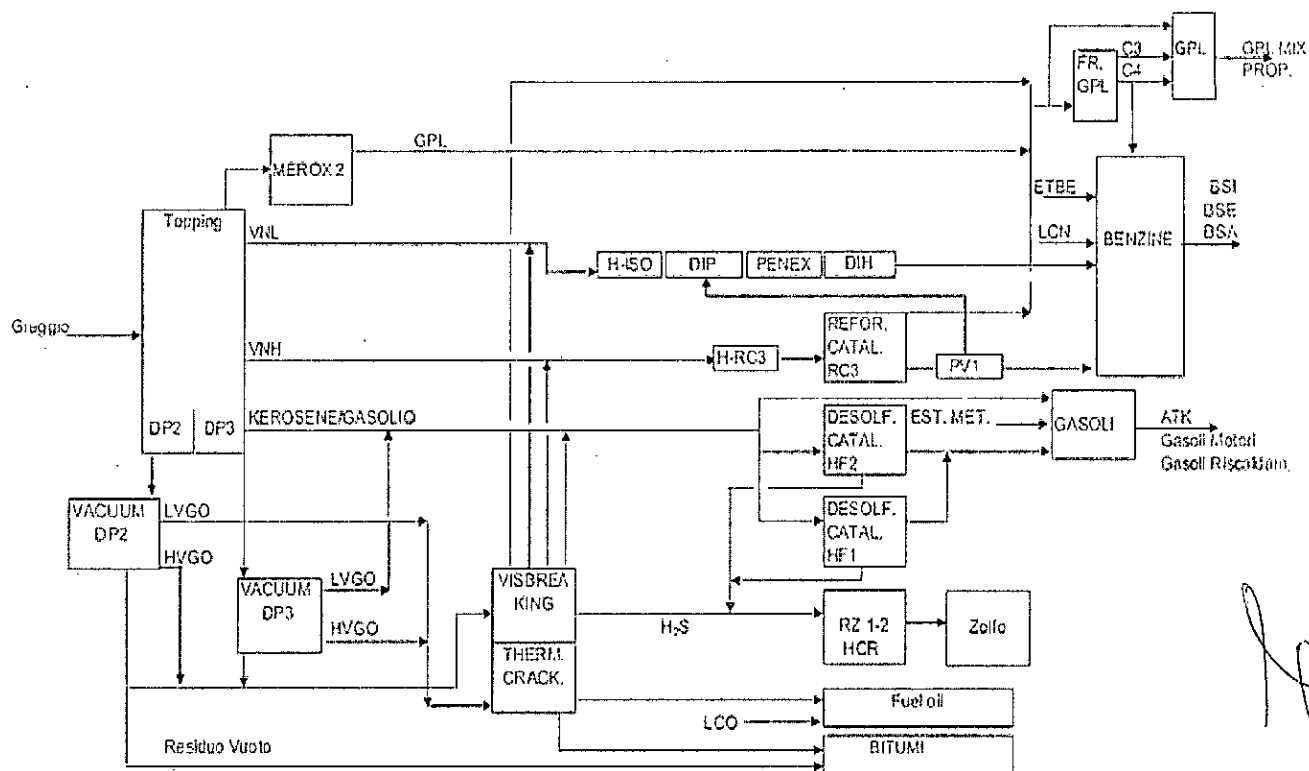 C3
GPL
GPL MIX
FR.
GPL
C4
PROP.
GPL
MEROX 2
ETBE
BSI
Topping
BSE
VNL
LCN
BENZINE
BSA
H-ISO
DIP
PENEX
DIH
Greggio
REFOR.
CATAL.
RC3
VNH
H-RC3
PV1
KEROSENE/GASOLIO
DP2
DP3
DESOLF.
CATAL.
HF2
EST. MET.
GASOLI
ATK
Gasoli Motori
Gasoli Riscaldam.
VACUUM
DP2
LVGO
HVGO
DESOLF.
CATAL.
HF1
VACUUM
DP3
LVGO
HVGO
VISBREA
KING
H₂S
RZ 1-2
HCR
Zolfo
THERM.
CRACK.
Fuel oil
LCO
Residuo Vuoto
BITUMI